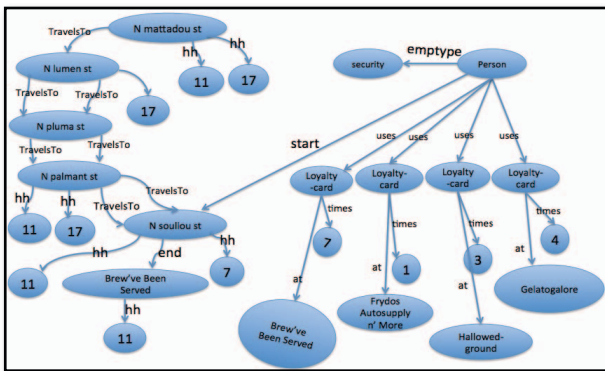 N mattadou st
TravelsTo
hh
hh
emptype
security
Person
N lumen st
11
17
TravelsTo
TravelsTo
17
N pluma st
start
uses
uses
uses
uses
TravelsTo
TravelsTo
N palmant st
Loyalty
-card
Loyalty-
card
Loyalty
-card
Loyalty-
card
hh
hh
TravelsTo
TravelsTo
times
times
times
times
11
17
N souliou st
7
1
3
4
hh
end
hh
11
7
at
at
at
at
Brew've Been
Served
Gelatogalore
Frydos
Autosupply
n' More
hh
11
Brew've
Been Served
Hallowed-
ground